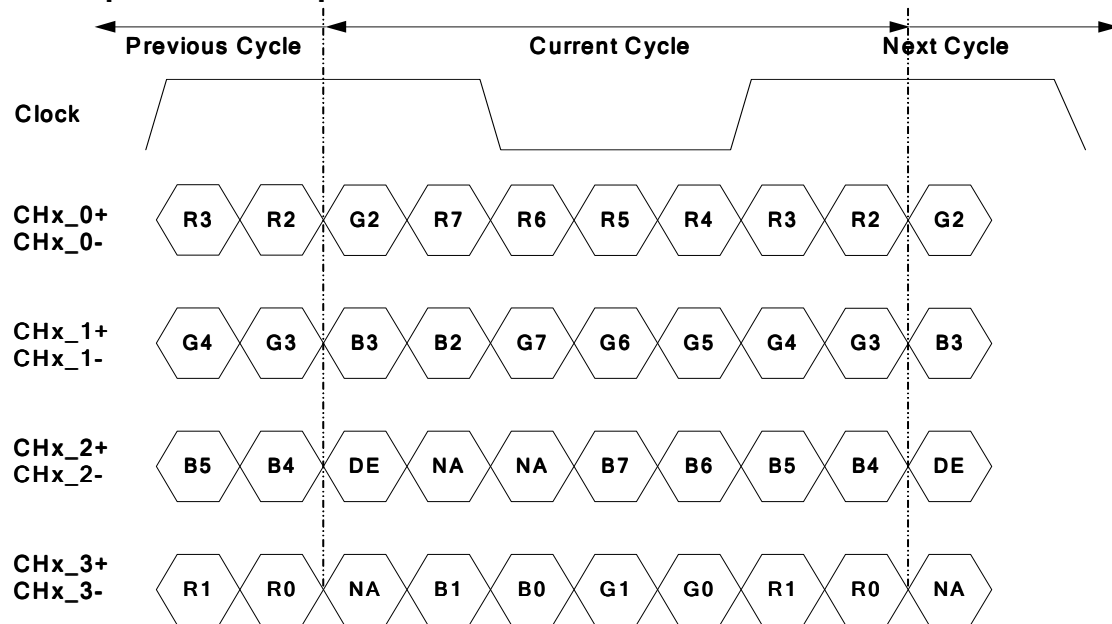 Previous Cycle Current Cycle Next Cycle
Clock
CHx_0+
CHx_0-
R3 R2 G2 R7 R6 R5 R4 R3 R2 G2
CHx_1+
CHx_1-
G4 G3 B3 B2 G7 G6 G5 G4 G3 B3
CHx_2+
CHx_2-
B5 B4 DE NA NA B7 B6 B5 B4 DE
CHx_3+
CHx_3-
R1 R0 NA B1 B0 G1 G0 R1 R0 NA